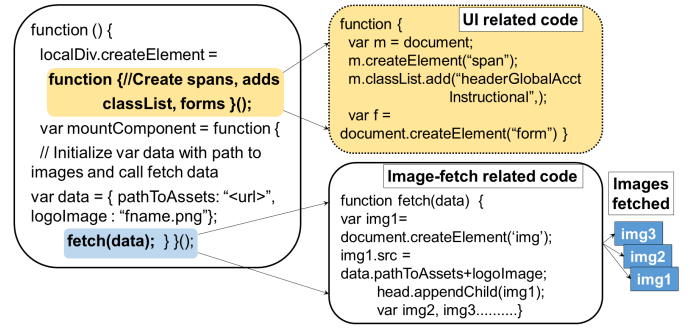 function () {
localDiv.createElement =
function {//Create spans, adds
classList, forms }();
var mountComponent = function {
// Initialize var data with path to
images and call fetch data
var data = { pathToAssets: “<url>”,
logoImage : “fname.png”};
fetch(data); } }();
UI related code
function {
var m = document;
m.createElement(“span”);
m.classList.add(“headerGlobalAcct
Instructional”,);
var f =
document.createElement(“form”) }
Image-fetch related code
function fetch(data) {
var img1=
document.createElement(‘img’);
img1.src =
data.pathToAssets+logoImage;
head.appendChild(img1);
var img2, img3..........}
Images
fetched
img3
img2
img1